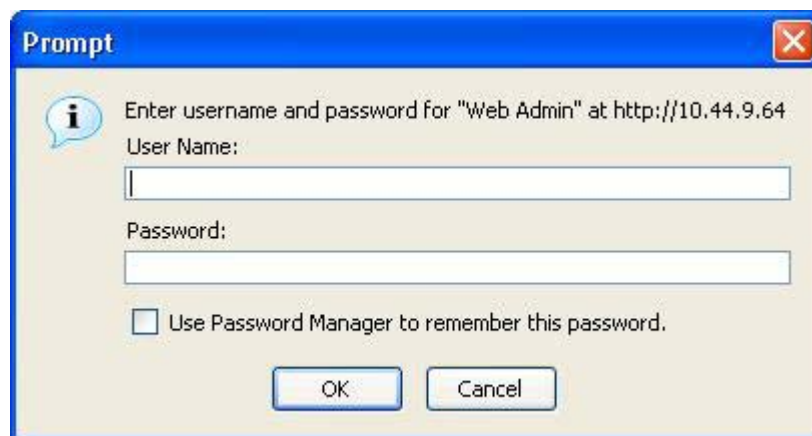 Prompt
Enter username and password for "Web Admin" at http://10.44.9.64
User Name:
Password:
Use Password Manager to remember this password.
OK
Cancel